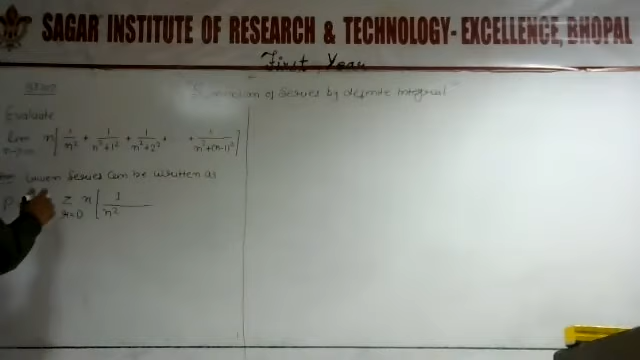 SAGAR INSTITUTE OF RESEARCH & TECHNOLOGY- EXCELLENCE, BHOPAL
First Year
Summation of Series by definite integral
Evaluate
lim n→∞ n[1/n² + 1/(n²+1²) + 1/(n²+2²) + . . . + 1/(n²+(n-1)²)]
Given Series can be written as
Σ r=0 n[1/n²